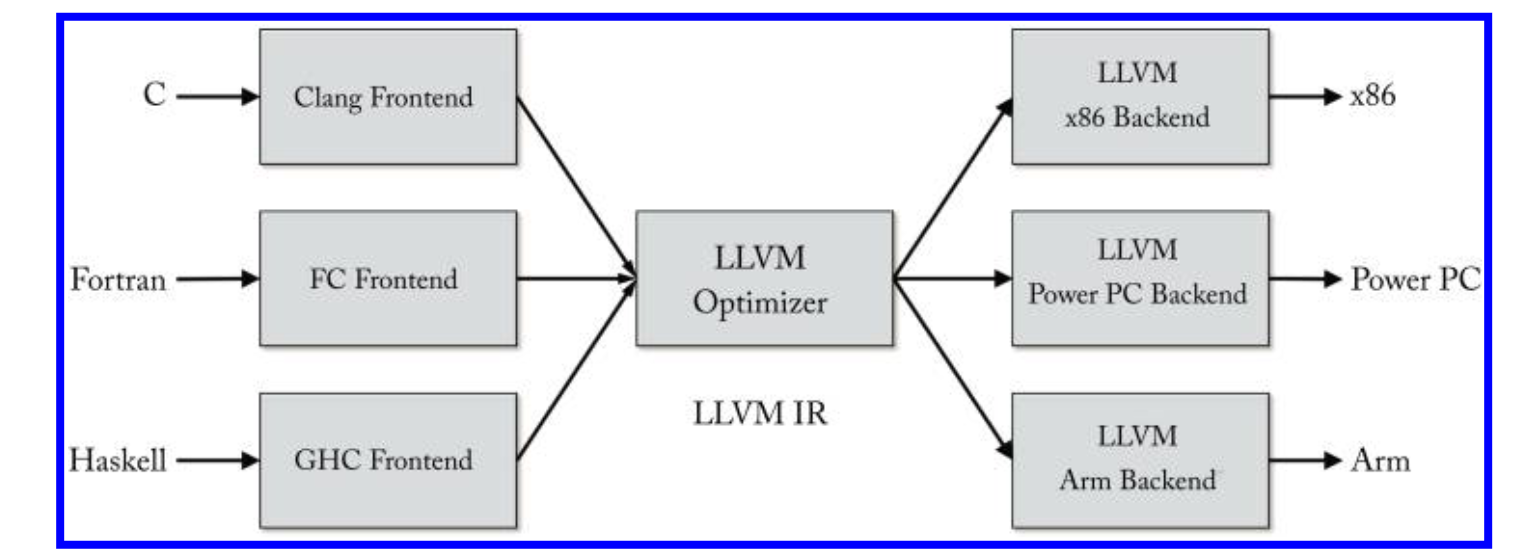 C
Clang Frontend
LLVM
x86 Backend
x86
Fortran
FC Frontend
LLVM
Optimizer
LLVM
Power PC Backend
Power PC
LLVM IR
Haskell
GHC Frontend
LLVM
Arm Backend
Arm